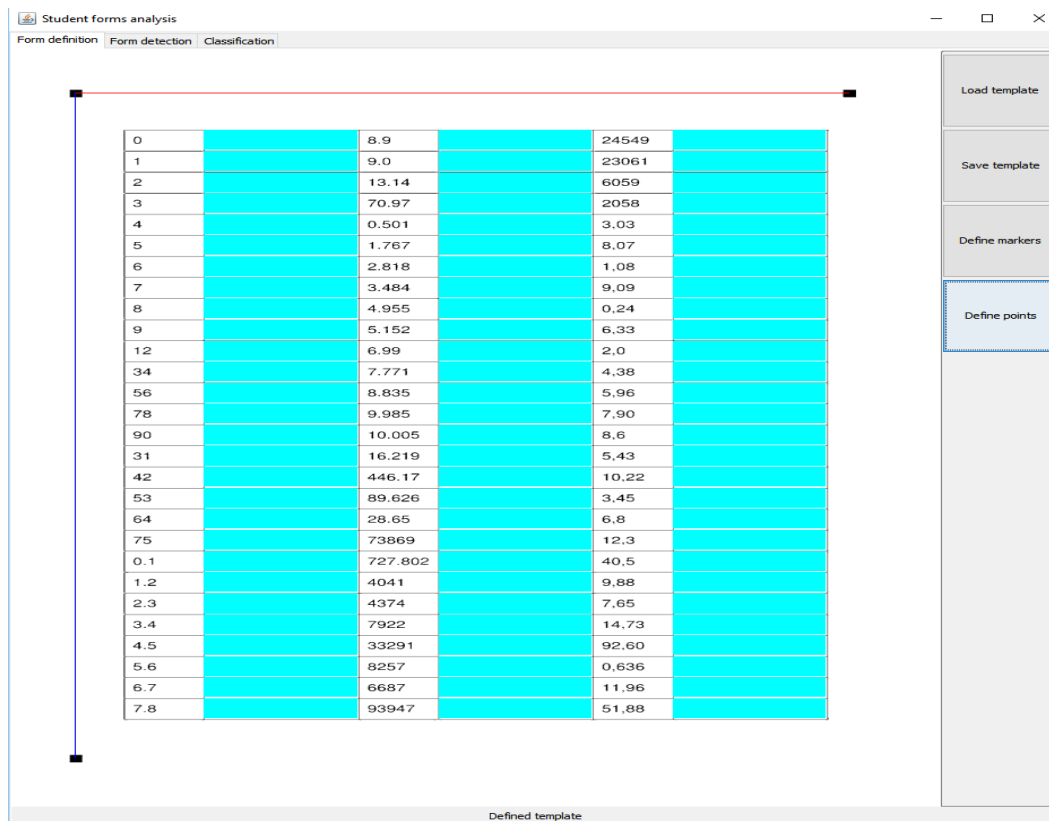 Student forms analysis
Form definition Form detection Classification
Load template
Save template
Define markers
Define points
0 8.9 24549
1 9.0 23061
2 13.14 6059
3 70.97 2058
4 0.501 3,03
5 1.767 8,07
6 2.818 1,08
7 3.484 9,09
8 4.955 0,24
9 5.152 6,33
12 6.99 2,0
34 7.771 4,38
56 8.835 5,96
78 9.985 7,90
90 10.005 8,6
31 16.219 5,43
42 446.17 10,22
53 89.626 3,45
64 28.65 6,8
75 73869 12,3
0.1 727.802 40,5
1.2 4041 9,88
2.3 4374 7,65
3.4 7922 14,73
4.5 33291 92,60
5.6 8257 0,636
6.7 6687 11,96
7.8 93947 51,88
Defined template